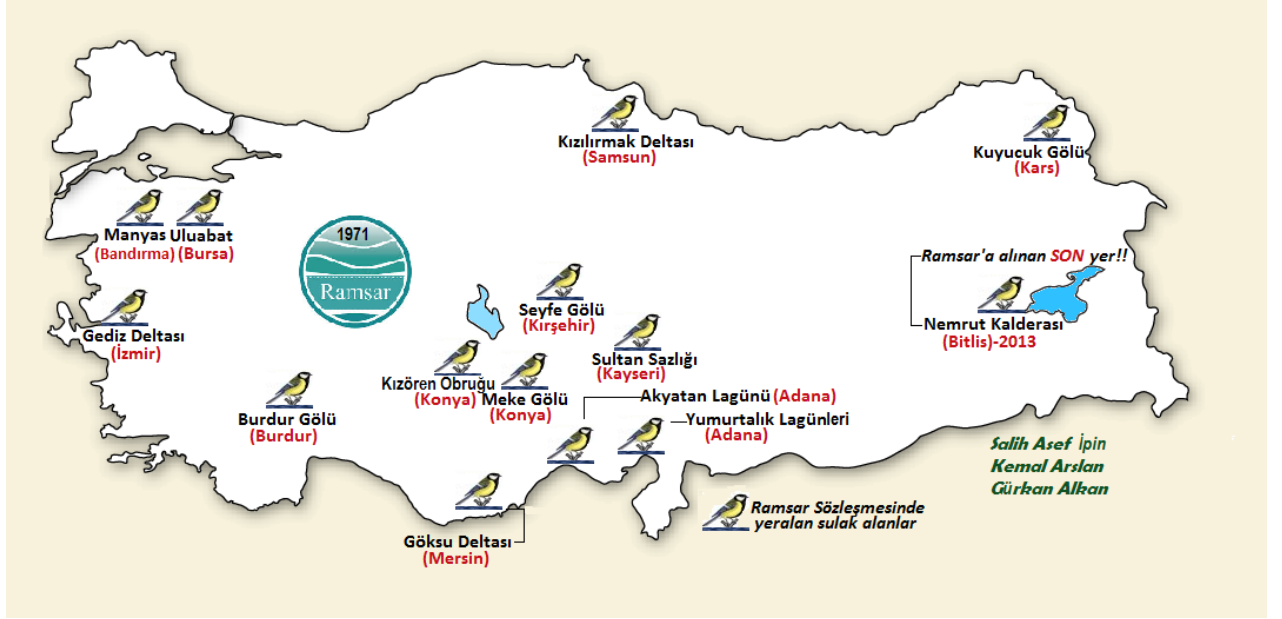 Kızılırmak Deltası
(Samsun)
Kuyucuk Gölü
(Kars)
Manyas Uluabat
(Bandırma) (Bursa)
1971
Ramsar
Ramsar'a alınan SON yer!!
Nemrut Kalderası
(Bitlis)-2013
Seyfe Gölü
(Kırşehir)
Gediz Deltası
(İzmir)
Sultan Sazlığı
(Kayseri)
Kızören Obruğu
(Konya)
Meke Gölü
(Konya)
Akyatan Lagünü (Adana)
Burdur Gölü
(Burdur)
Yumurtalık Lagünleri
(Adana)
Salih Asef İpin
Kemal Arslan
Gürkan Alkan
Ramsar Sözleşmesinde
yeralan sulak alanlar
Göksu Deltası
(Mersin)